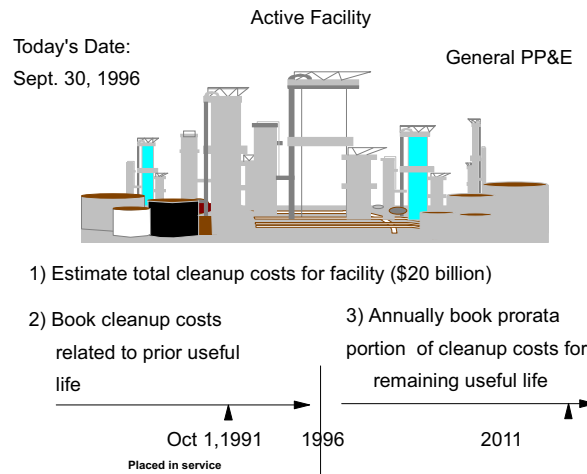 Active Facility
Today's Date:
Sept. 30, 1996
General PP&E
1) Estimate total cleanup costs for facility ($20 billion)
2) Book cleanup costs
related to prior useful
life
3) Annually book prorata
portion of cleanup costs for
remaining useful life
Oct 1,1991
1996
2011
Placed in service